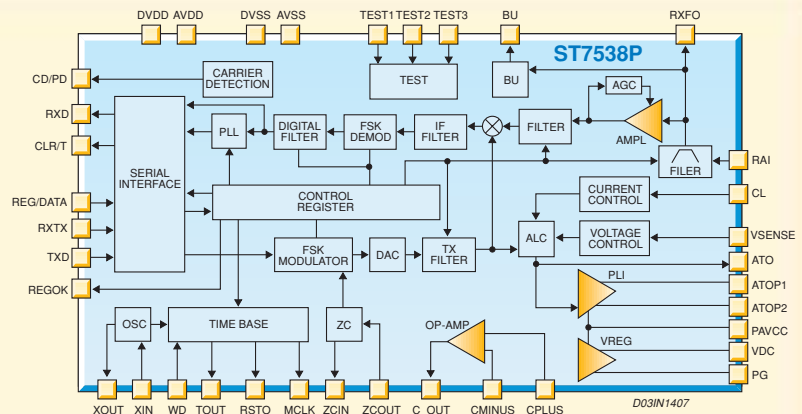 DVDD AVDD DVSS AVSS TEST1 TEST2 TEST3 BU RXFO
ST7538P
CD/PD
CARRIER
DETECTION
TEST
BU
AGC
AMPL
RXD
CLR/T
SERIAL
INTERFACE
PLL
DIGITAL
FILTER
FSK
DEMOD
IF
FILTER
FILTER
FILER
RAI
REG/DATA
RXTX
TXD
REGOK
CONTROL
REGISTER
CURRENT
CONTROL
CL
VOLTAGE
CONTROL
VSENSE
FSK
MODULATOR
DAC
TX
FILTER
ALC
ATO
PLI
ATOP1
ATOP2
PAVCC
VREG
VDC
PG
OSC
TIME BASE
ZC
OP-AMP
XOUT XIN WD TOUT RSTO MCLK ZCIN ZCOUT C_OUT CMINUS CPLUS
D03IN1407